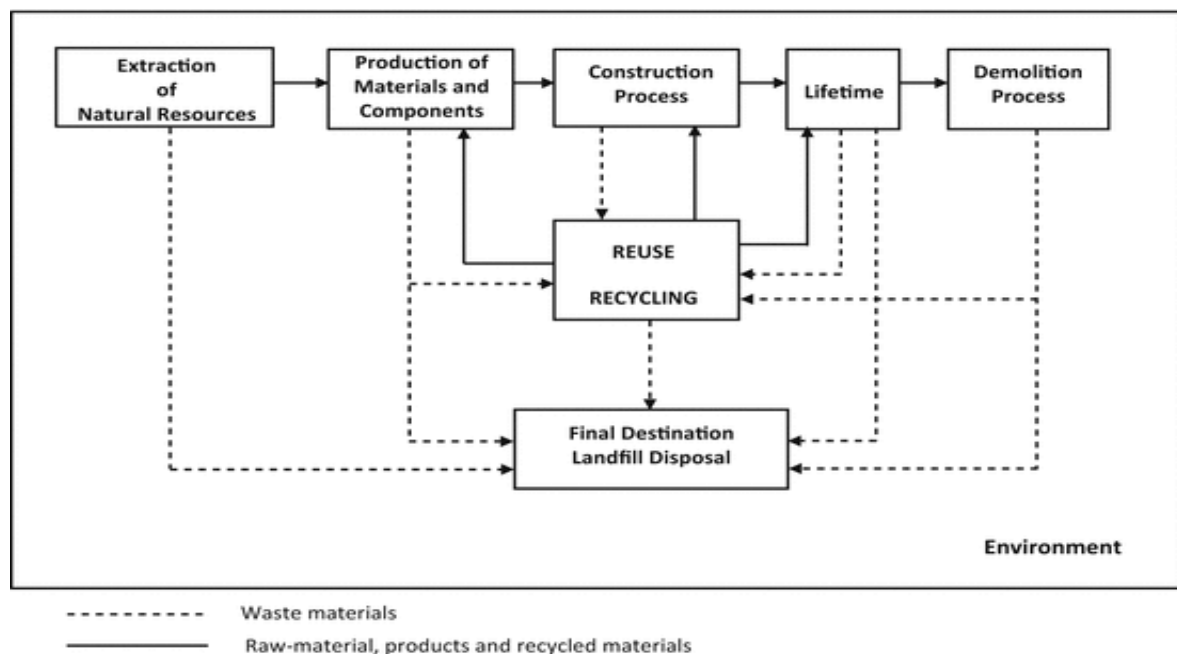 Extraction
of
Natural Resources
Production of
Materials and
Components
Construction
Process
Lifetime
Demolition
Process
REUSE
RECYCLING
Final Destination
Landfill Disposal
Environment
Waste materials
Raw-material, products and recycled materials